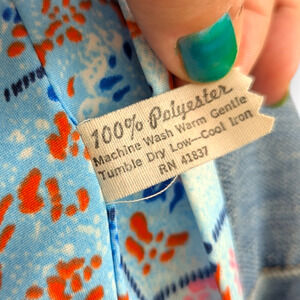 100% Polyester
Machine Wash Warm Gentle
Tumble Dry Low—Cool Iron
RN 41837